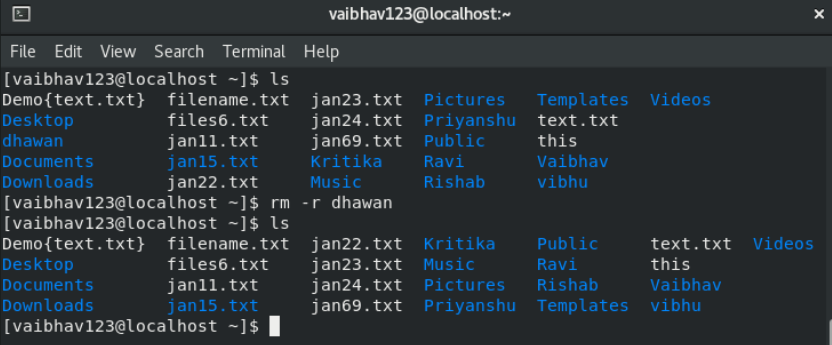 vaibhav123@localhost:~
File Edit View Search Terminal Help
[vaibhav123@localhost ~]$ ls
Demo{text.txt} filename.txt jan23.txt Pictures Templates Videos
Desktop files6.txt jan24.txt Priyanshu text.txt
dhawan jan11.txt jan69.txt Public this
Documents jan15.txt Kritika Ravi Vaibhav
Downloads jan22.txt Music Rishab vibhu
[vaibhav123@localhost ~]$ rm -r dhawan
[vaibhav123@localhost ~]$ ls
Demo{text.txt} filename.txt jan22.txt Kritika Public text.txt Videos
Desktop files6.txt jan23.txt Music Ravi this
Documents jan11.txt jan24.txt Pictures Rishab Vaibhav
Downloads jan15.txt jan69.txt Priyanshu Templates vibhu
[vaibhav123@localhost ~]$